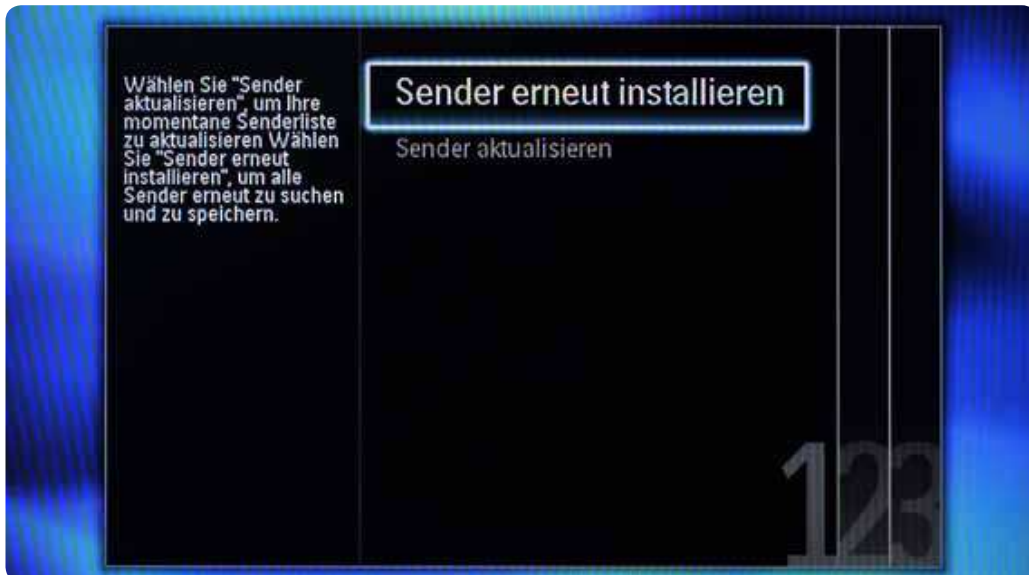 Wählen Sie "Sender
aktualisieren", um Ihre
momentane Senderliste
zu aktualisieren Wählen
Sie "Sender erneut
installieren", um alle
Sender erneut zu suchen
und zu speichern.
Sender erneut installieren
Sender aktualisieren
123